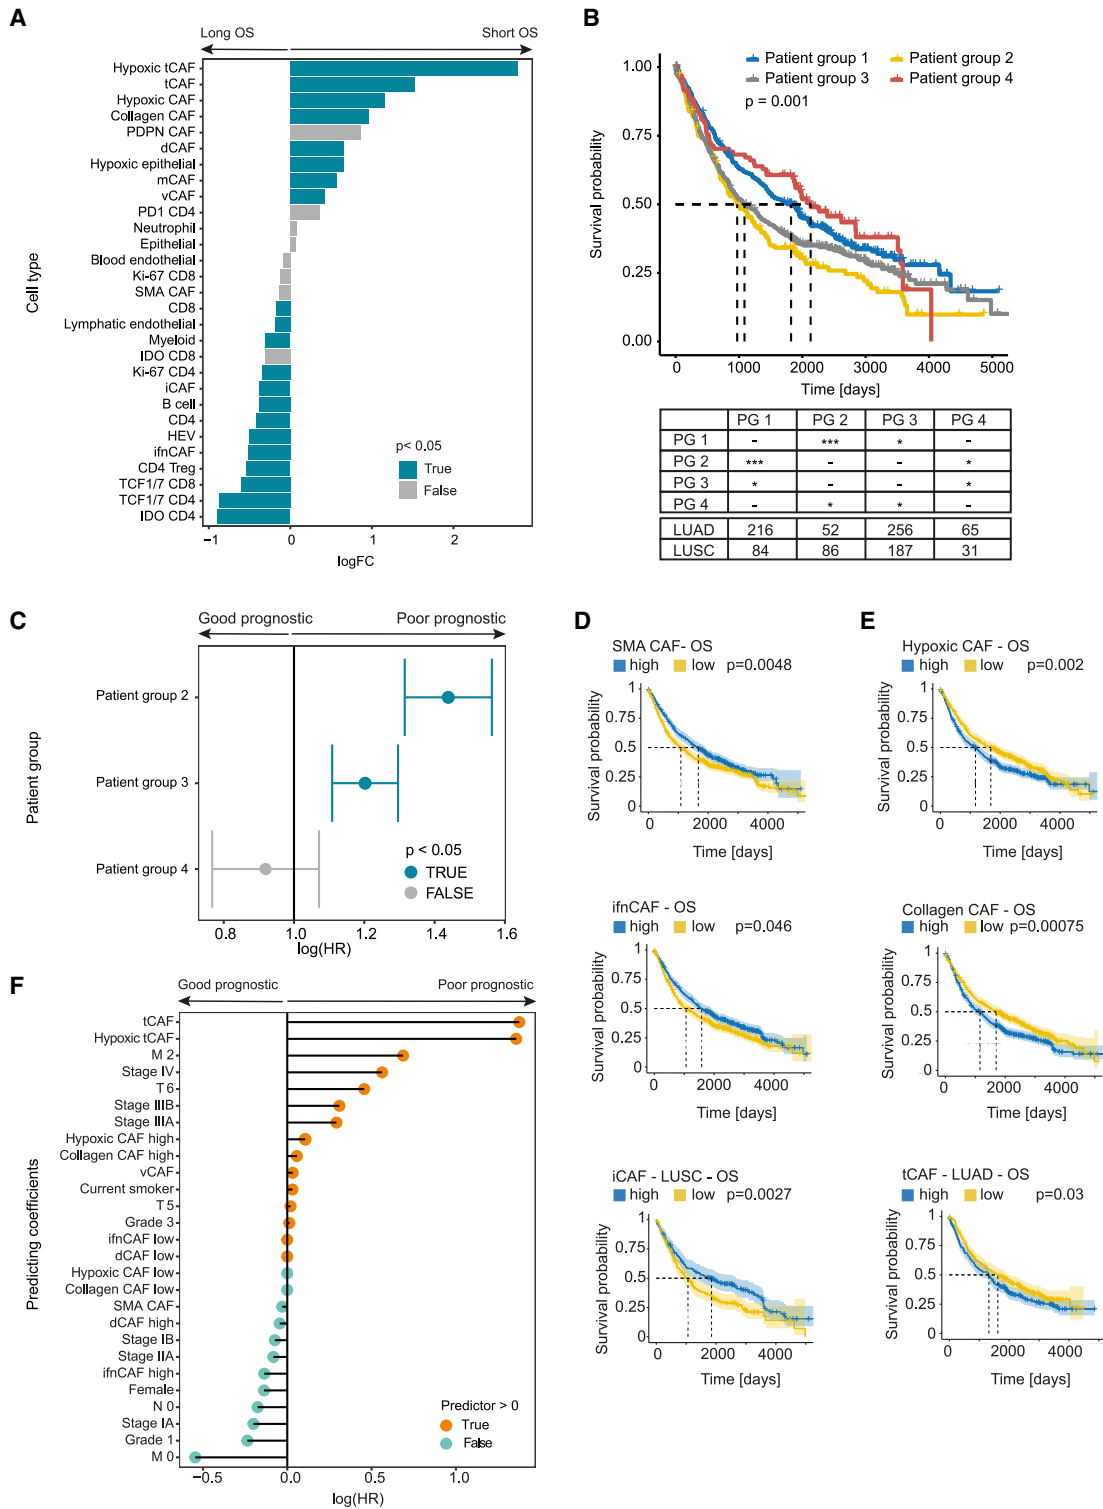 A
Long OS
Short OS
Hypoxic tCAF
tCAF
Hypoxic CAF
Collagen CAF
PDPN CAF
dCAF
Hypoxic epithelial
mCAF
vCAF
PD1 CD4
Neutrophil
Epithelial
Blood endothelial
Ki-67 CD8
SMA CAF
CD8
Lymphatic endothelial
Myeloid
IDO CD8
Ki-67 CD4
iCAF
B cell
CD4
HEV
ifnCAF
CD4 Treg
TCF1/7 CD8
TCF1/7 CD4
IDO CD4
Cell type
p< 0.05
True
False
−1 0 1 2
logFC
B
Patient group 1 Patient group 2
Patient group 3 Patient group 4
p = 0.001
1.00
0.75
0.50
0.25
0.00
Survival probability
0 1000 2000 3000 4000 5000
Time [days]
PG 1 PG 2 PG 3 PG 4
PG 1 - *** * -
PG 2 *** - - *
PG 3 * - - *
PG 4 - * * -
LUAD 216 52 256 65
LUSC 84 86 187 31
C
Good prognostic
Poor prognostic
Patient group 2
Patient group 3
Patient group 4
Patient group
p < 0.05
TRUE
FALSE
0.8 1.0 1.2 1.4 1.6
log(HR)
D
SMA CAF- OS
high low p=0.0048
1
0.75
0.5
0.25
0
Survival probability
0 2000 4000
Time [days]
ifnCAF - OS
high low p=0.046
1
0.75
0.5
0.25
0
Survival probability
0 2000 4000
Time [days]
iCAF - LUSC - OS
high low p=0.0027
1
0.75
0.5
0.25
0
Survival probability
0 2000 4000
Time [days]
E
Hypoxic CAF - OS
high low p=0.002
1
0.75
0.5
0.25
0
Survival probability
0 2000 4000
Time [days]
Collagen CAF - OS
high low p=0.00075
1
0.75
0.5
0.25
0
Survival probability
0 2000 4000
Time [days]
tCAF - LUAD - OS
high low p=0.03
1
0.75
0.5
0.25
0
Survival probability
0 2000 4000
Time [days]
F
Good prognostic
Poor prognostic
tCAF
Hypoxic tCAF
M 2
Stage IV
T 6
Stage IIIB
Stage IIIA
Hypoxic CAF high
Collagen CAF high
vCAF
Current smoker
T 5
Grade 3
ifnCAF low
dCAF low
Hypoxic CAF low
Collagen CAF low
SMA CAF
dCAF high
Stage IB
Stage IIA
ifnCAF high
Female
N 0
Stage IA
Grade 1
M 0
Predicting coefficients
Predictor > 0
True
False
−0.5 0.0 0.5 1.0
log(HR)